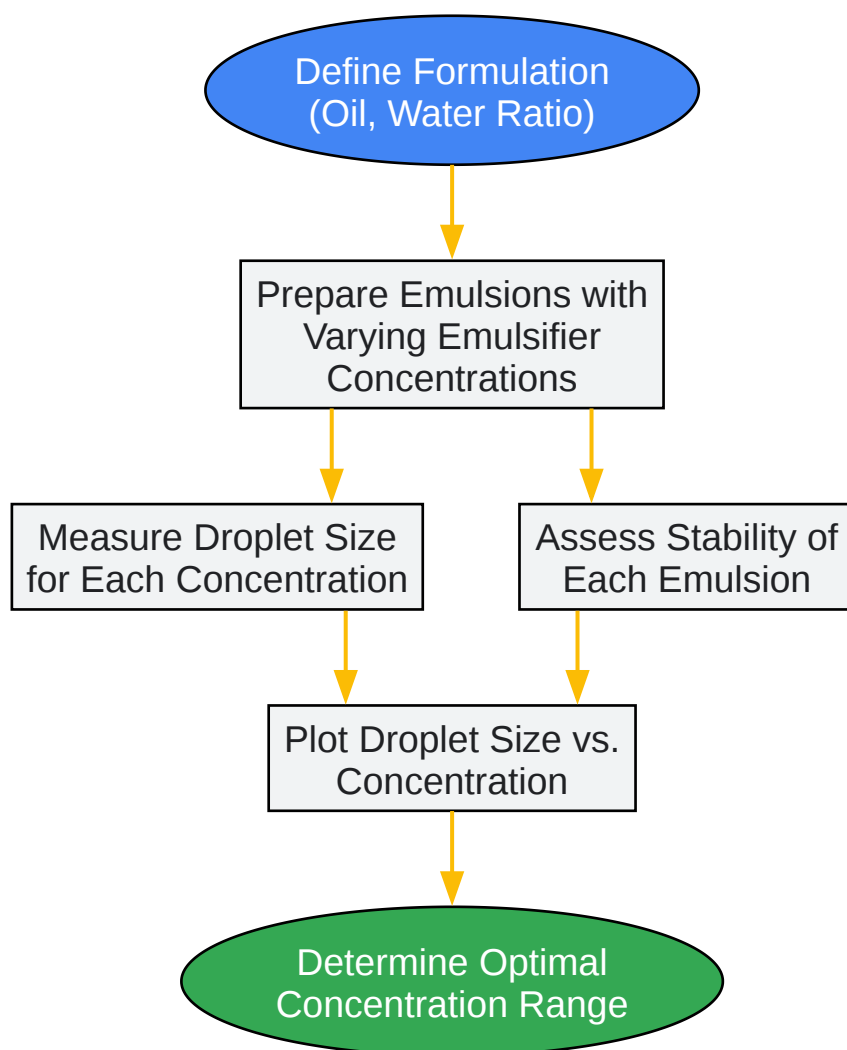 Define Formulation
(Oil, Water Ratio)
Prepare Emulsions with
Varying Emulsifier
Concentrations
Measure Droplet Size
for Each Concentration
Assess Stability of
Each Emulsion
Plot Droplet Size vs.
Concentration
Determine Optimal
Concentration Range